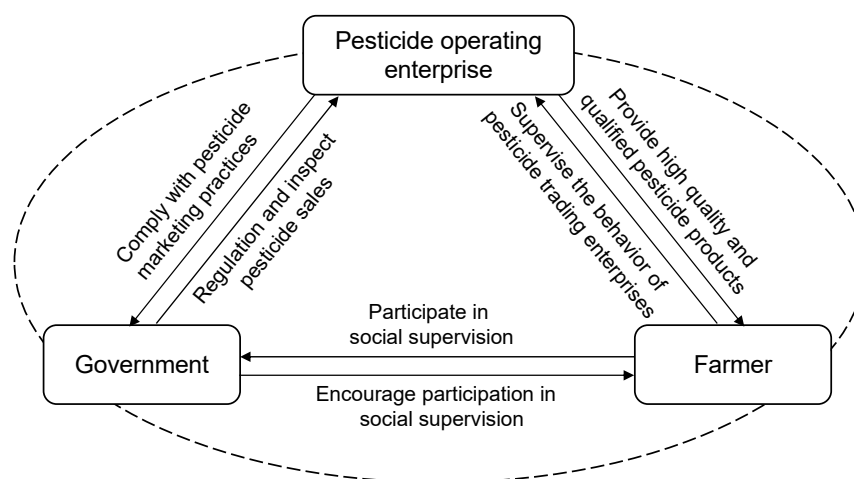 Pesticide operating
enterprise
Comply with pesticide
marketing practices
Regulation and inspect
pesticide sales
Supervise the behavior of
pesticide trading enterprises
Provide high quality and
qualified pesticide products
Participate in
social supervision
Government
Farmer
Encourage participation in
social supervision